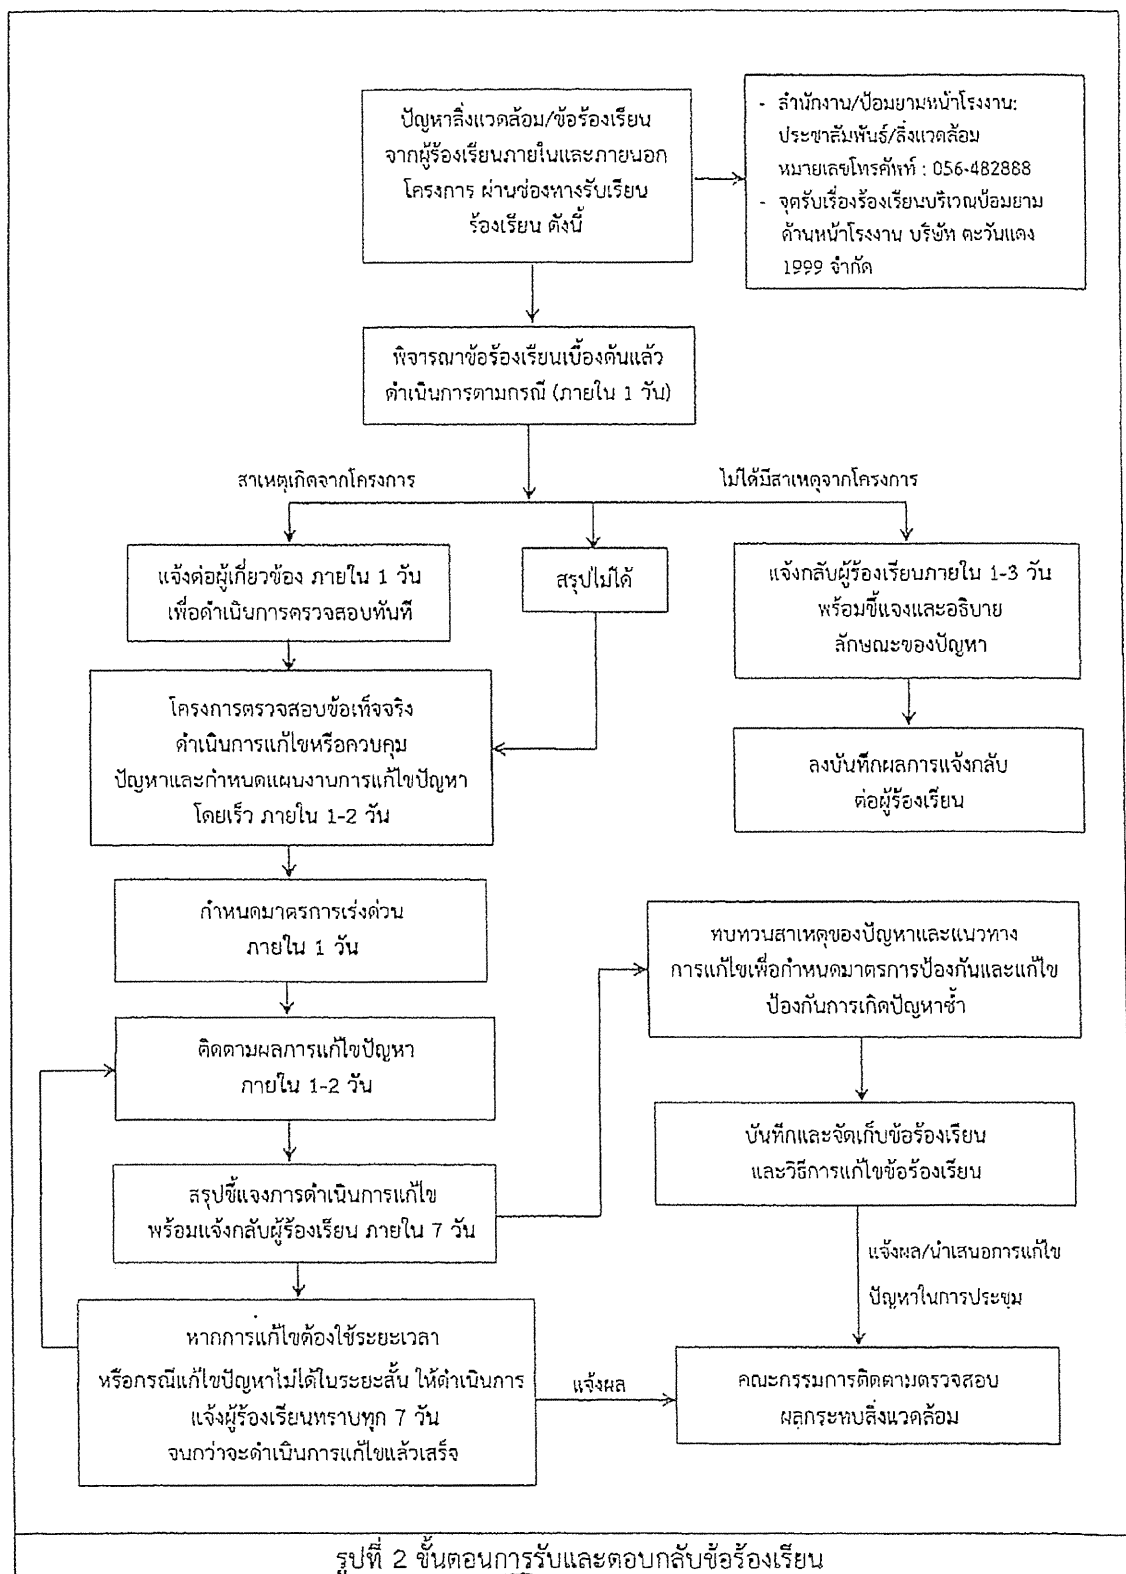 ปัญหาสิ่งแวดล้อม/ข้อร้องเรียน
จากผู้ร้องเรียนภายในและภายนอก
โครงการ ผ่านช่องทางรับเรียน
ร้องเรียน ดังนี้
- สำนักงาน/ป้อมยามหน้าโรงงาน:
ประชาสัมพันธ์/สิ่งแวดล้อม
หมายเลขโทรศัพท์ : 056-482888
- จุดรับเรื่องร้องเรียนบริเวณป้อมยาม
ด้านหน้าโรงงาน บริษัท ตะวันแดง
1999 จำกัด
พิจารณาข้อร้องเรียนเบื้องต้นแล้ว
ดำเนินการตามกรณี (ภายใน 1 วัน)
สาเหตุเกิดจากโครงการ
ไม่ได้มีสาเหตุจากโครงการ
แจ้งต่อผู้เกี่ยวข้อง ภายใน 1 วัน
เพื่อดำเนินการตรวจสอบทันที
สรุปไม่ได้
แจ้งกลับผู้ร้องเรียนภายใน 1-3 วัน
พร้อมชี้แจงและอธิบาย
ลักษณะของปัญหา
โครงการตรวจสอบข้อเท็จจริง
ดำเนินการแก้ไขหรือควบคุม
ปัญหาและกำหนดแผนงานการแก้ไขปัญหา
โดยเร็ว ภายใน 1-2 วัน
ลงบันทึกผลการแจ้งกลับ
ต่อผู้ร้องเรียน
กำหนดมาตรการเร่งด่วน
ภายใน 1 วัน
ทบทวนสาเหตุของปัญหาและแนวทาง
การแก้ไขเพื่อกำหนดมาตรการป้องกันและแก้ไข
ป้องกันการเกิดปัญหาซ้ำ
ติดตามผลการแก้ไขปัญหา
ภายใน 1-2 วัน
บันทึกและจัดเก็บข้อร้องเรียน
และวิธีการแก้ไขข้อร้องเรียน
สรุปชี้แจงการดำเนินการแก้ไข
พร้อมแจ้งกลับผู้ร้องเรียน ภายใน 7 วัน
แจ้งผล/นำเสนอการแก้ไข
ปัญหาในการประชุม
หากการแก้ไขต้องใช้ระยะเวลา
หรือกรณีแก้ไขปัญหาไม่ได้ในระยะสั้น ให้ดำเนินการ
แจ้งผู้ร้องเรียนทราบทุก 7 วัน
จนกว่าจะดำเนินการแก้ไขแล้วเสร็จ
แจ้งผล
คณะกรรมการติดตามตรวจสอบ
ผลกระทบสิ่งแวดล้อม
รูปที่ 2 ขั้นตอนการรับและตอบกลับข้อร้องเรียน